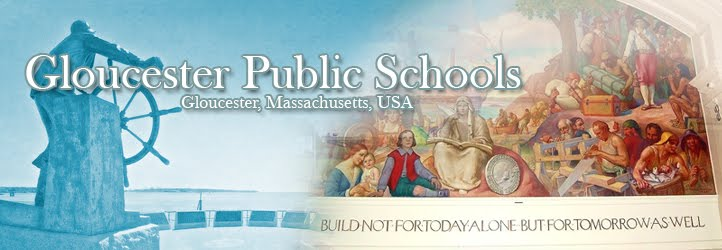 Gloucester Public Schools
Gloucester, Massachusetts, USA
BUILD·NOT·FOR·TODAY·ALONE·BUT·FOR·TOMORROW·AS·WELL